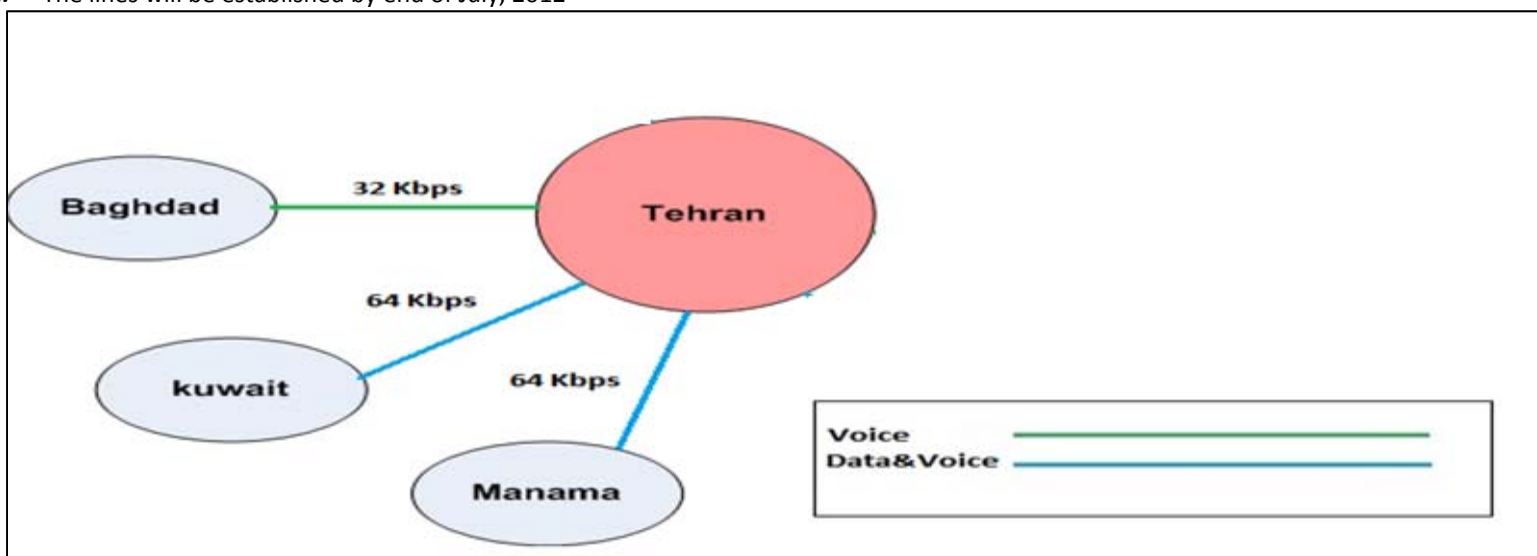 The lines will be established by end of July, 2012
Baghdad
32 Kbps
Tehran
64 Kbps
kuwait
64 Kbps
Manama
Voice
Data&Voice